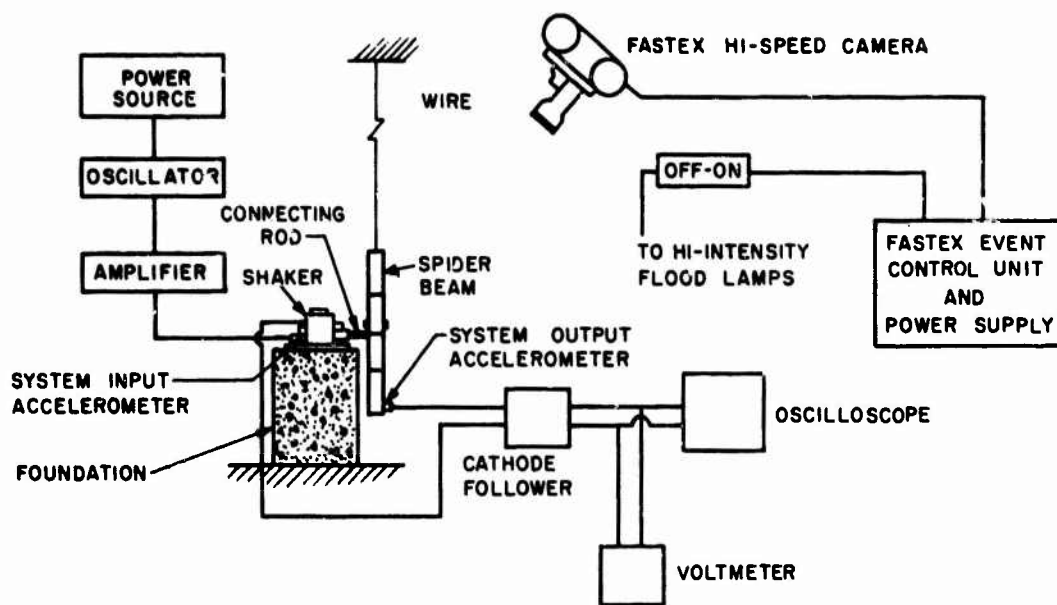 FASTEX HI-SPEED CAMERA
POWER
SOURCE
WIRE
OSCILLATOR
OFF-ON
CONNECTING
ROD
TO HI-INTENSITY
FLOOD LAMPS
FASTEX EVENT
CONTROL UNIT
AND
POWER SUPPLY
AMPLIFIER
SHAKER
SPIDER
BEAM
SYSTEM OUTPUT
ACCELEROMETER
SYSTEM INPUT
ACCELEROMETER
OSCILLOSCOPE
FOUNDATION
CATHODE
FOLLOWER
VOLTMETER